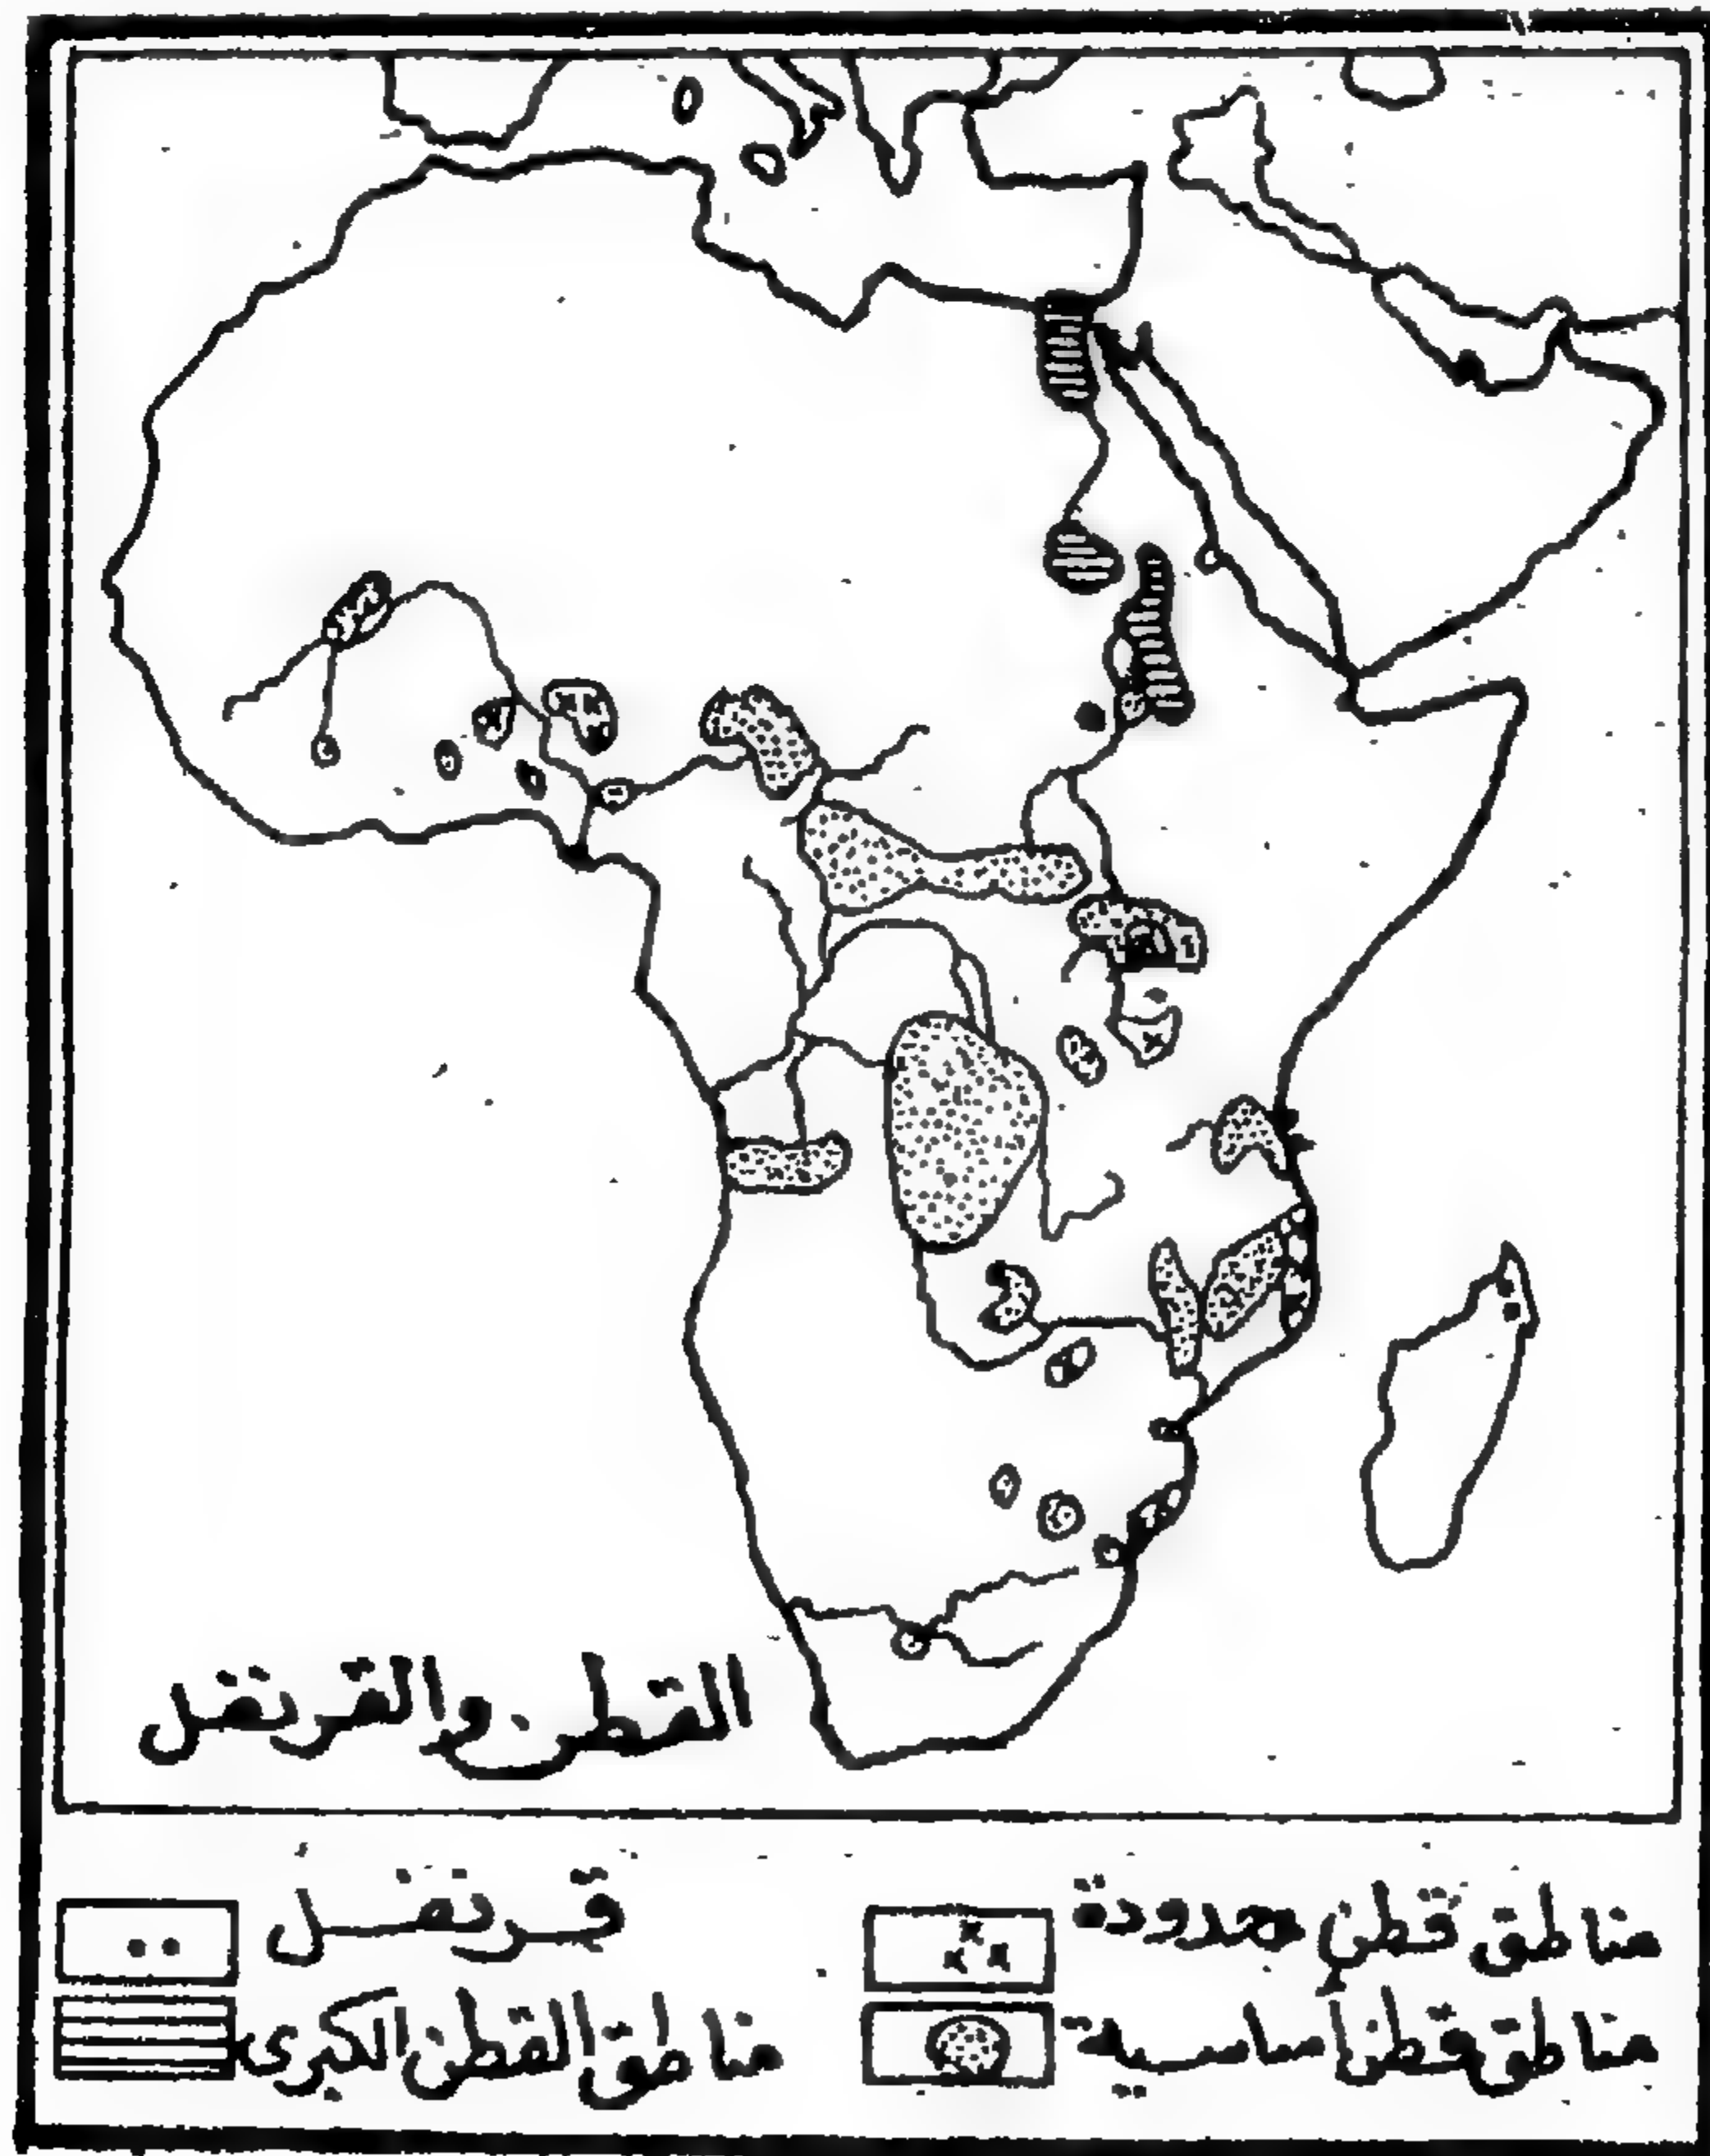 القطن والقرنفل
مناطق قطن محدودة
قرنفل
مناطق قطن أساسية
مناطق القطن الكبرى